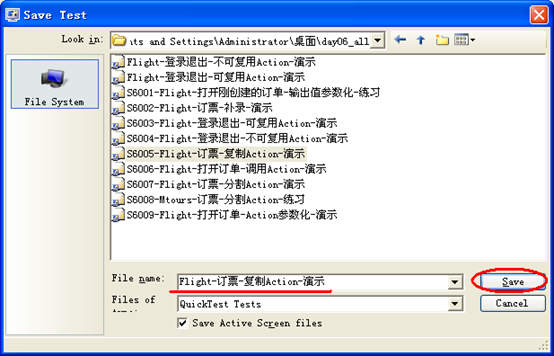 Save Test
Look in:
ts and Settings\Administrator\桌面\day06_all
File System
Flight-登录退出-不可复用Action-演示
Flight-登录退出-可复用Action-演示
S6001-Flight-打开刚创建的订单-输出值参数化-练习
S6002-Flight-订票-补录-演示
S6003-Flight-登录退出-可复用Action-演示
S6004-Flight-登录退出-不可复用Action-演示
S6005-Flight-订票-复制Action-演示
S6006-Flight-打开订单-调用Action-演示
S6007-Flight-订票-分割Action-演示
S6008-Mtours-订票-分割Action-练习
S6009-Flight-打开订单-Action参数化-演示
File name:
Flight-订票-复制Action-演示
Save
Files of
QuickTest Tests
Cancel
Save Active Screen files